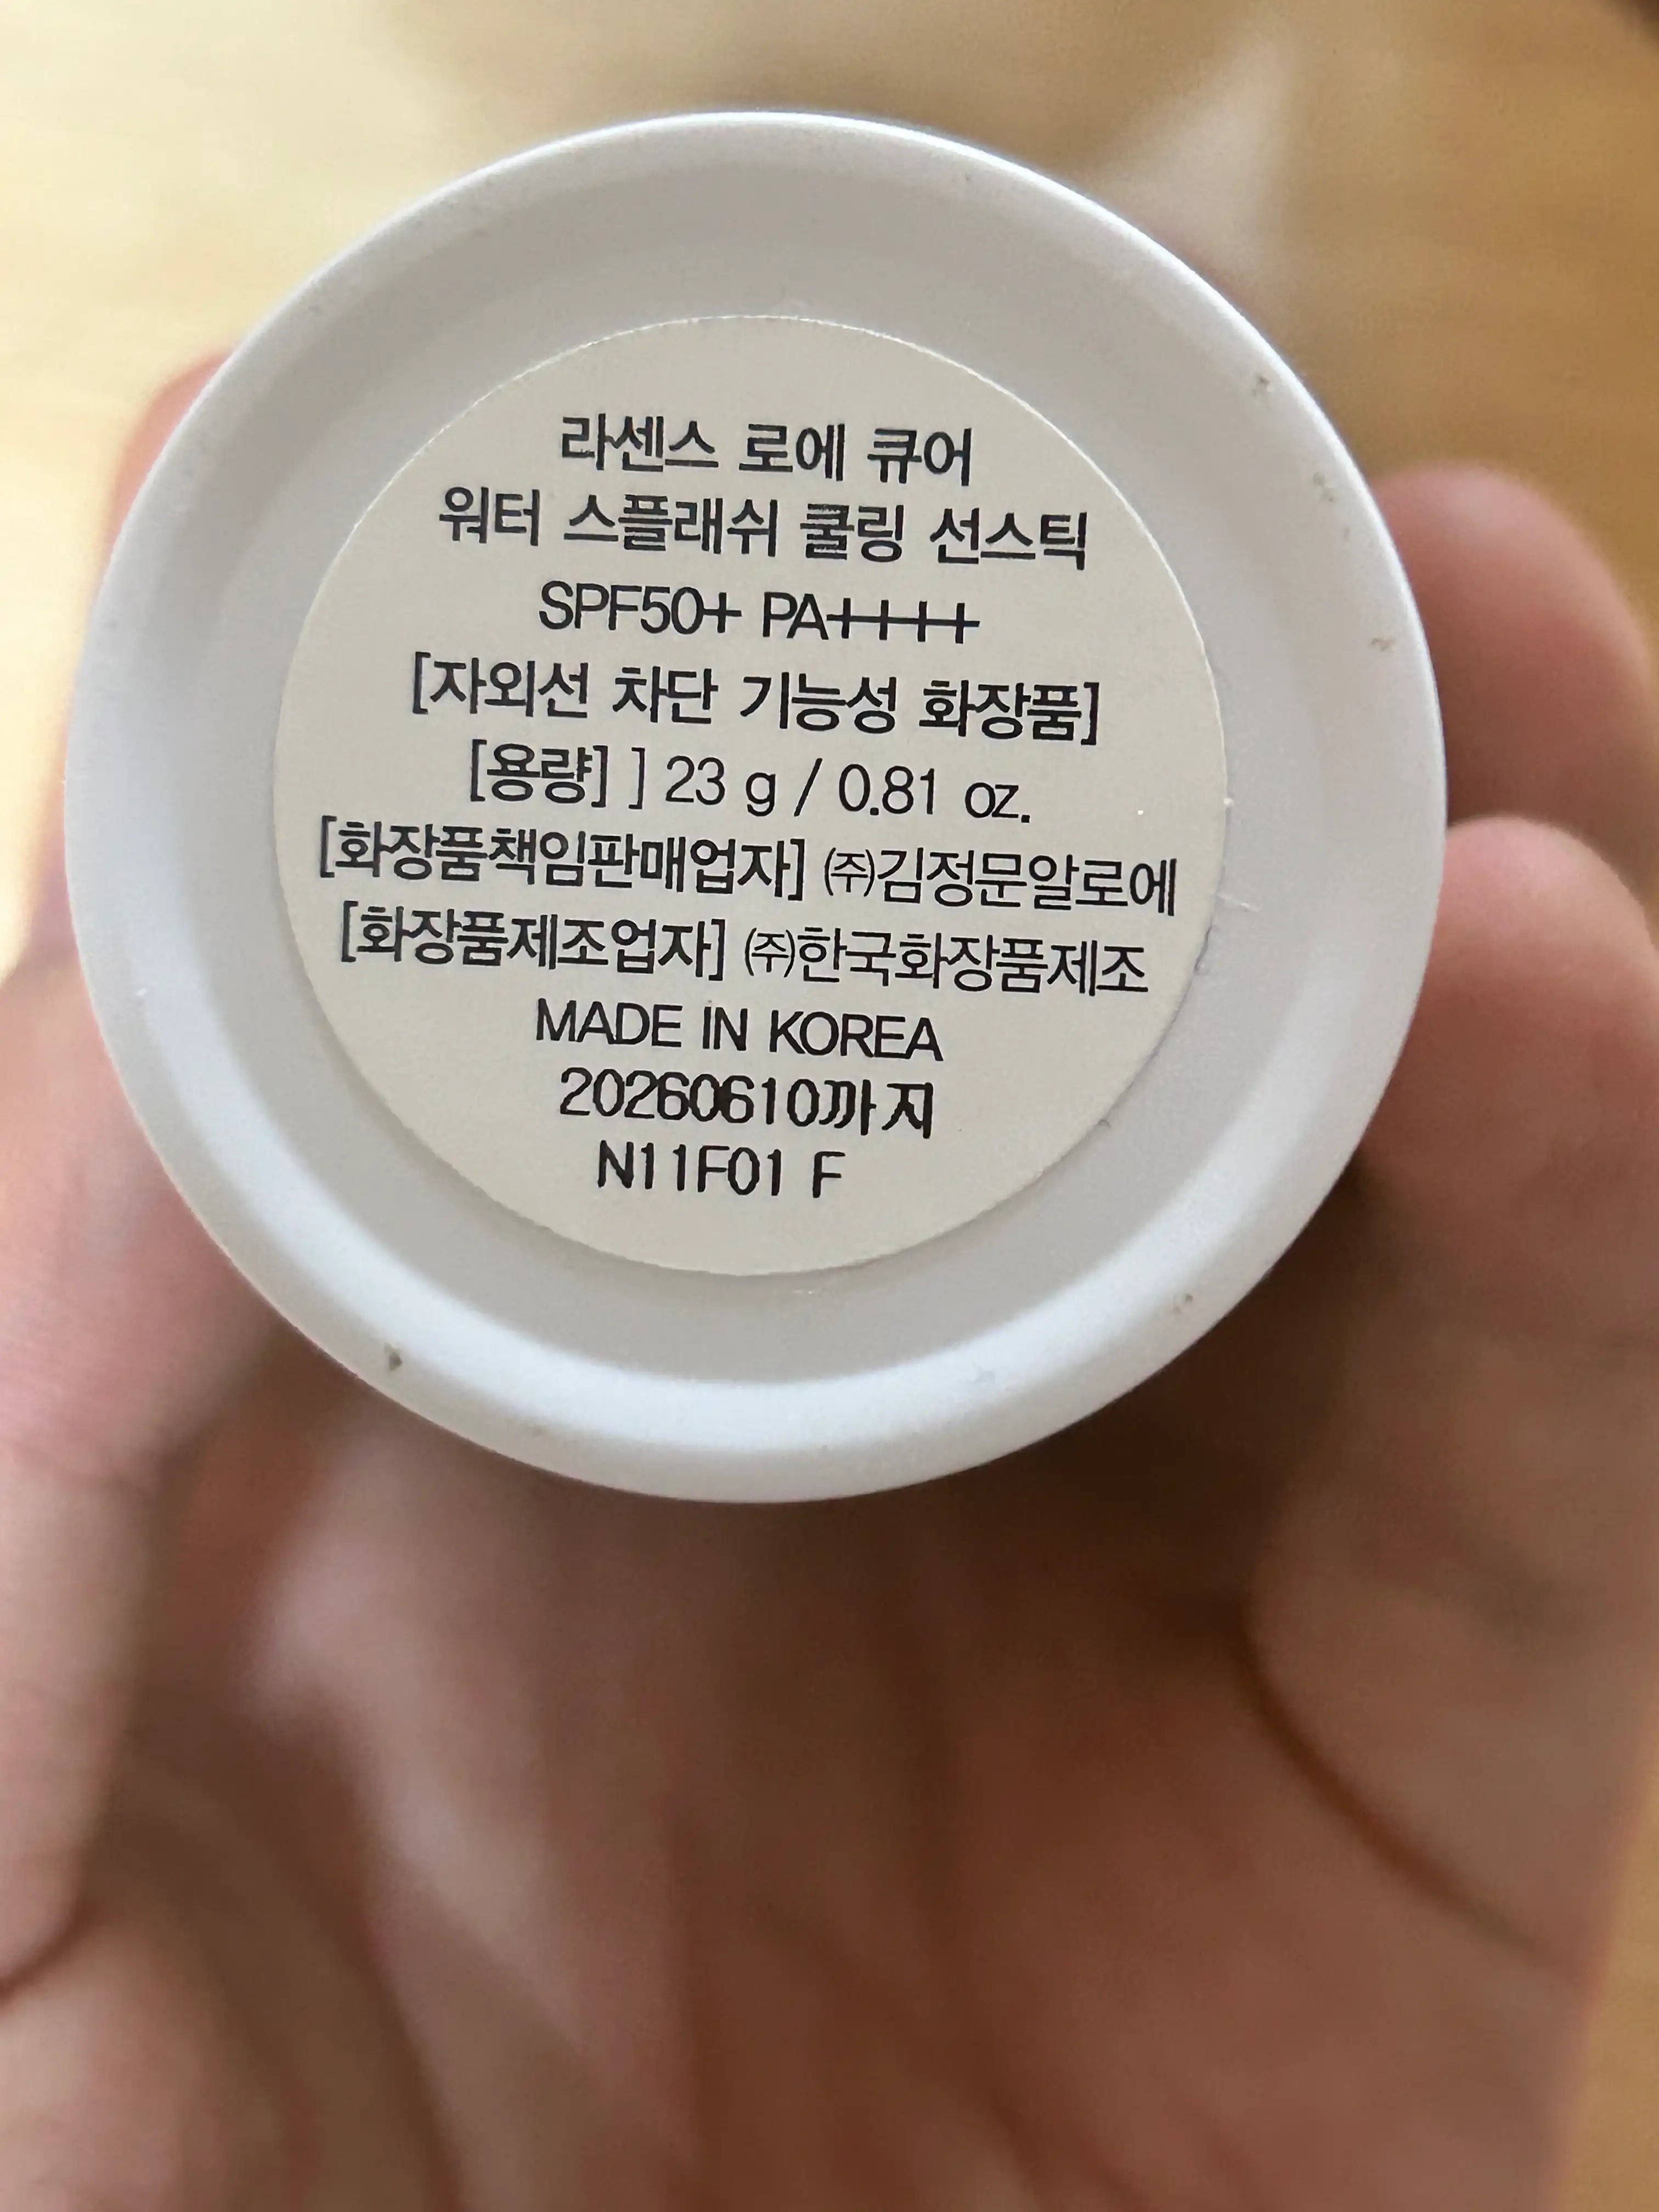 라센스 로에 큐어
워터 스플래쉬 쿨링 선스틱
SPF50+ PA++++
[자외선 차단 기능성 화장품]
[용량] ] 23 g / 0.81 oz.
[화장품책임판매업자] ㈜김정문알로에
[화장품제조업자] ㈜한국화장품제조
MADE IN KOREA
20260610까지
N11F01 F